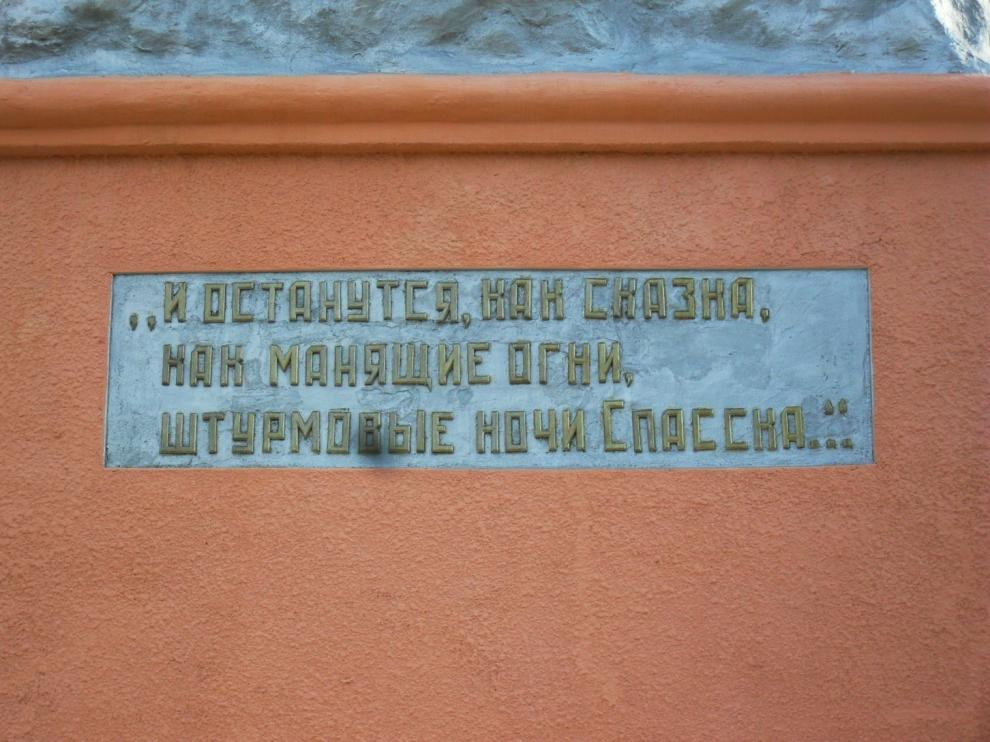 „И ОСТАНУТСЯ, КАК СКАЗКА,
КАК МАНЯЩИЕ ОГНИ,
ШТУРМОВЫЕ НОЧИ СПАССКА..."